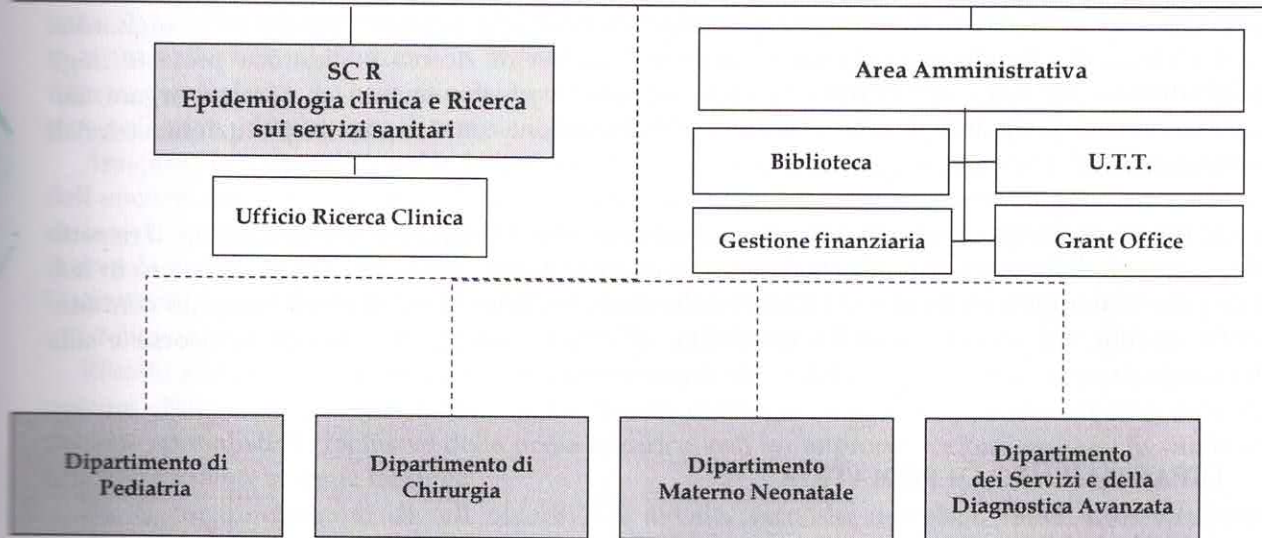 SC R
Epidemiologia clinica e Ricerca
sui servizi sanitari
Area Amministrativa
Biblioteca
U.T.T.
Ufficio Ricerca Clinica
Gestione finanziaria
Grant Office
Dipartimento di
Pediatria
Dipartimento di
Chirurgia
Dipartimento
Materno Neonatale
Dipartimento
dei Servizi e della
Diagnostica Avanzata